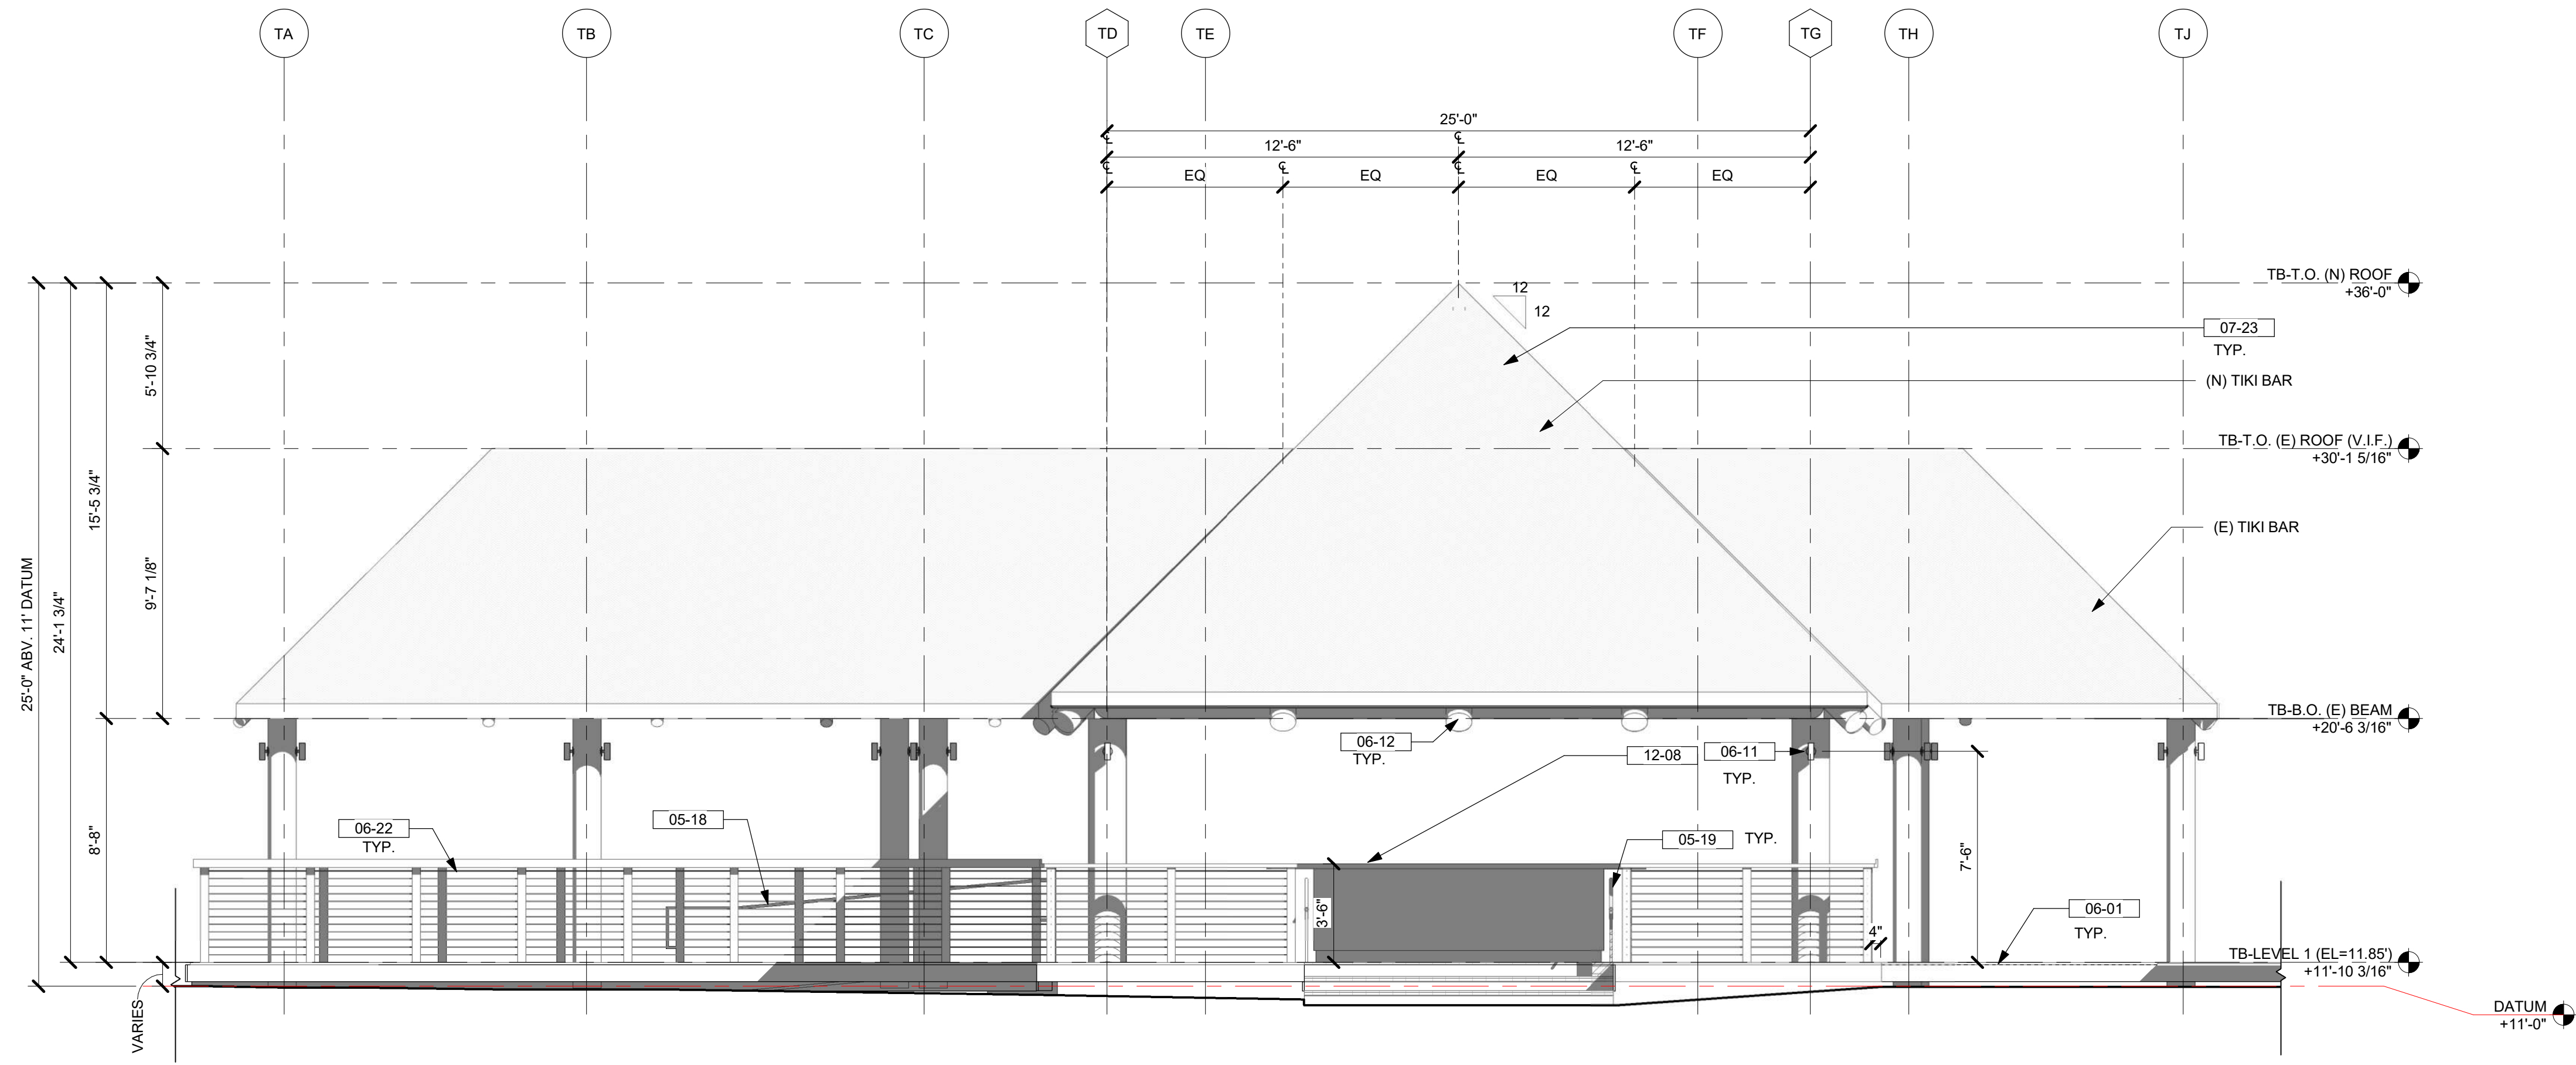 TA
TB
TC
TD
TE
TF
TG
TH
TJ
25'-0"
12'-6"
12'-6"
EQ
EQ
EQ
EQ
12
12
TB-T.O. (N) ROOF
+36'-0"
07-23
TYP.
(N) TIKI BAR
TB-T.O. (E) ROOF (V.I.F.)
+30'-1 5/16"
(E) TIKI BAR
5'-10 3/4"
15'-5 3/4"
9'-7 1/8"
24'-1 3/4"
25'-0" ABV. 11' DATUM
8'-8"
VARIES
TB-B.O. (E) BEAM
+20'-6 3/16"
06-12
TYP.
12-08
06-11
TYP.
06-22
TYP.
05-18
05-19
TYP.
3'-6"
7'-6"
4"
06-01
TYP.
TB-LEVEL 1 (EL=11.85')
+11'-10 3/16"
DATUM
+11'-0"